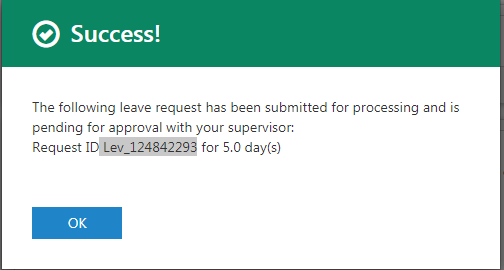 Success!
The following leave request has been submitted for processing and is
pending for approval with your supervisor:
Request ID Lev_124842293 for 5.0 day(s)
OK